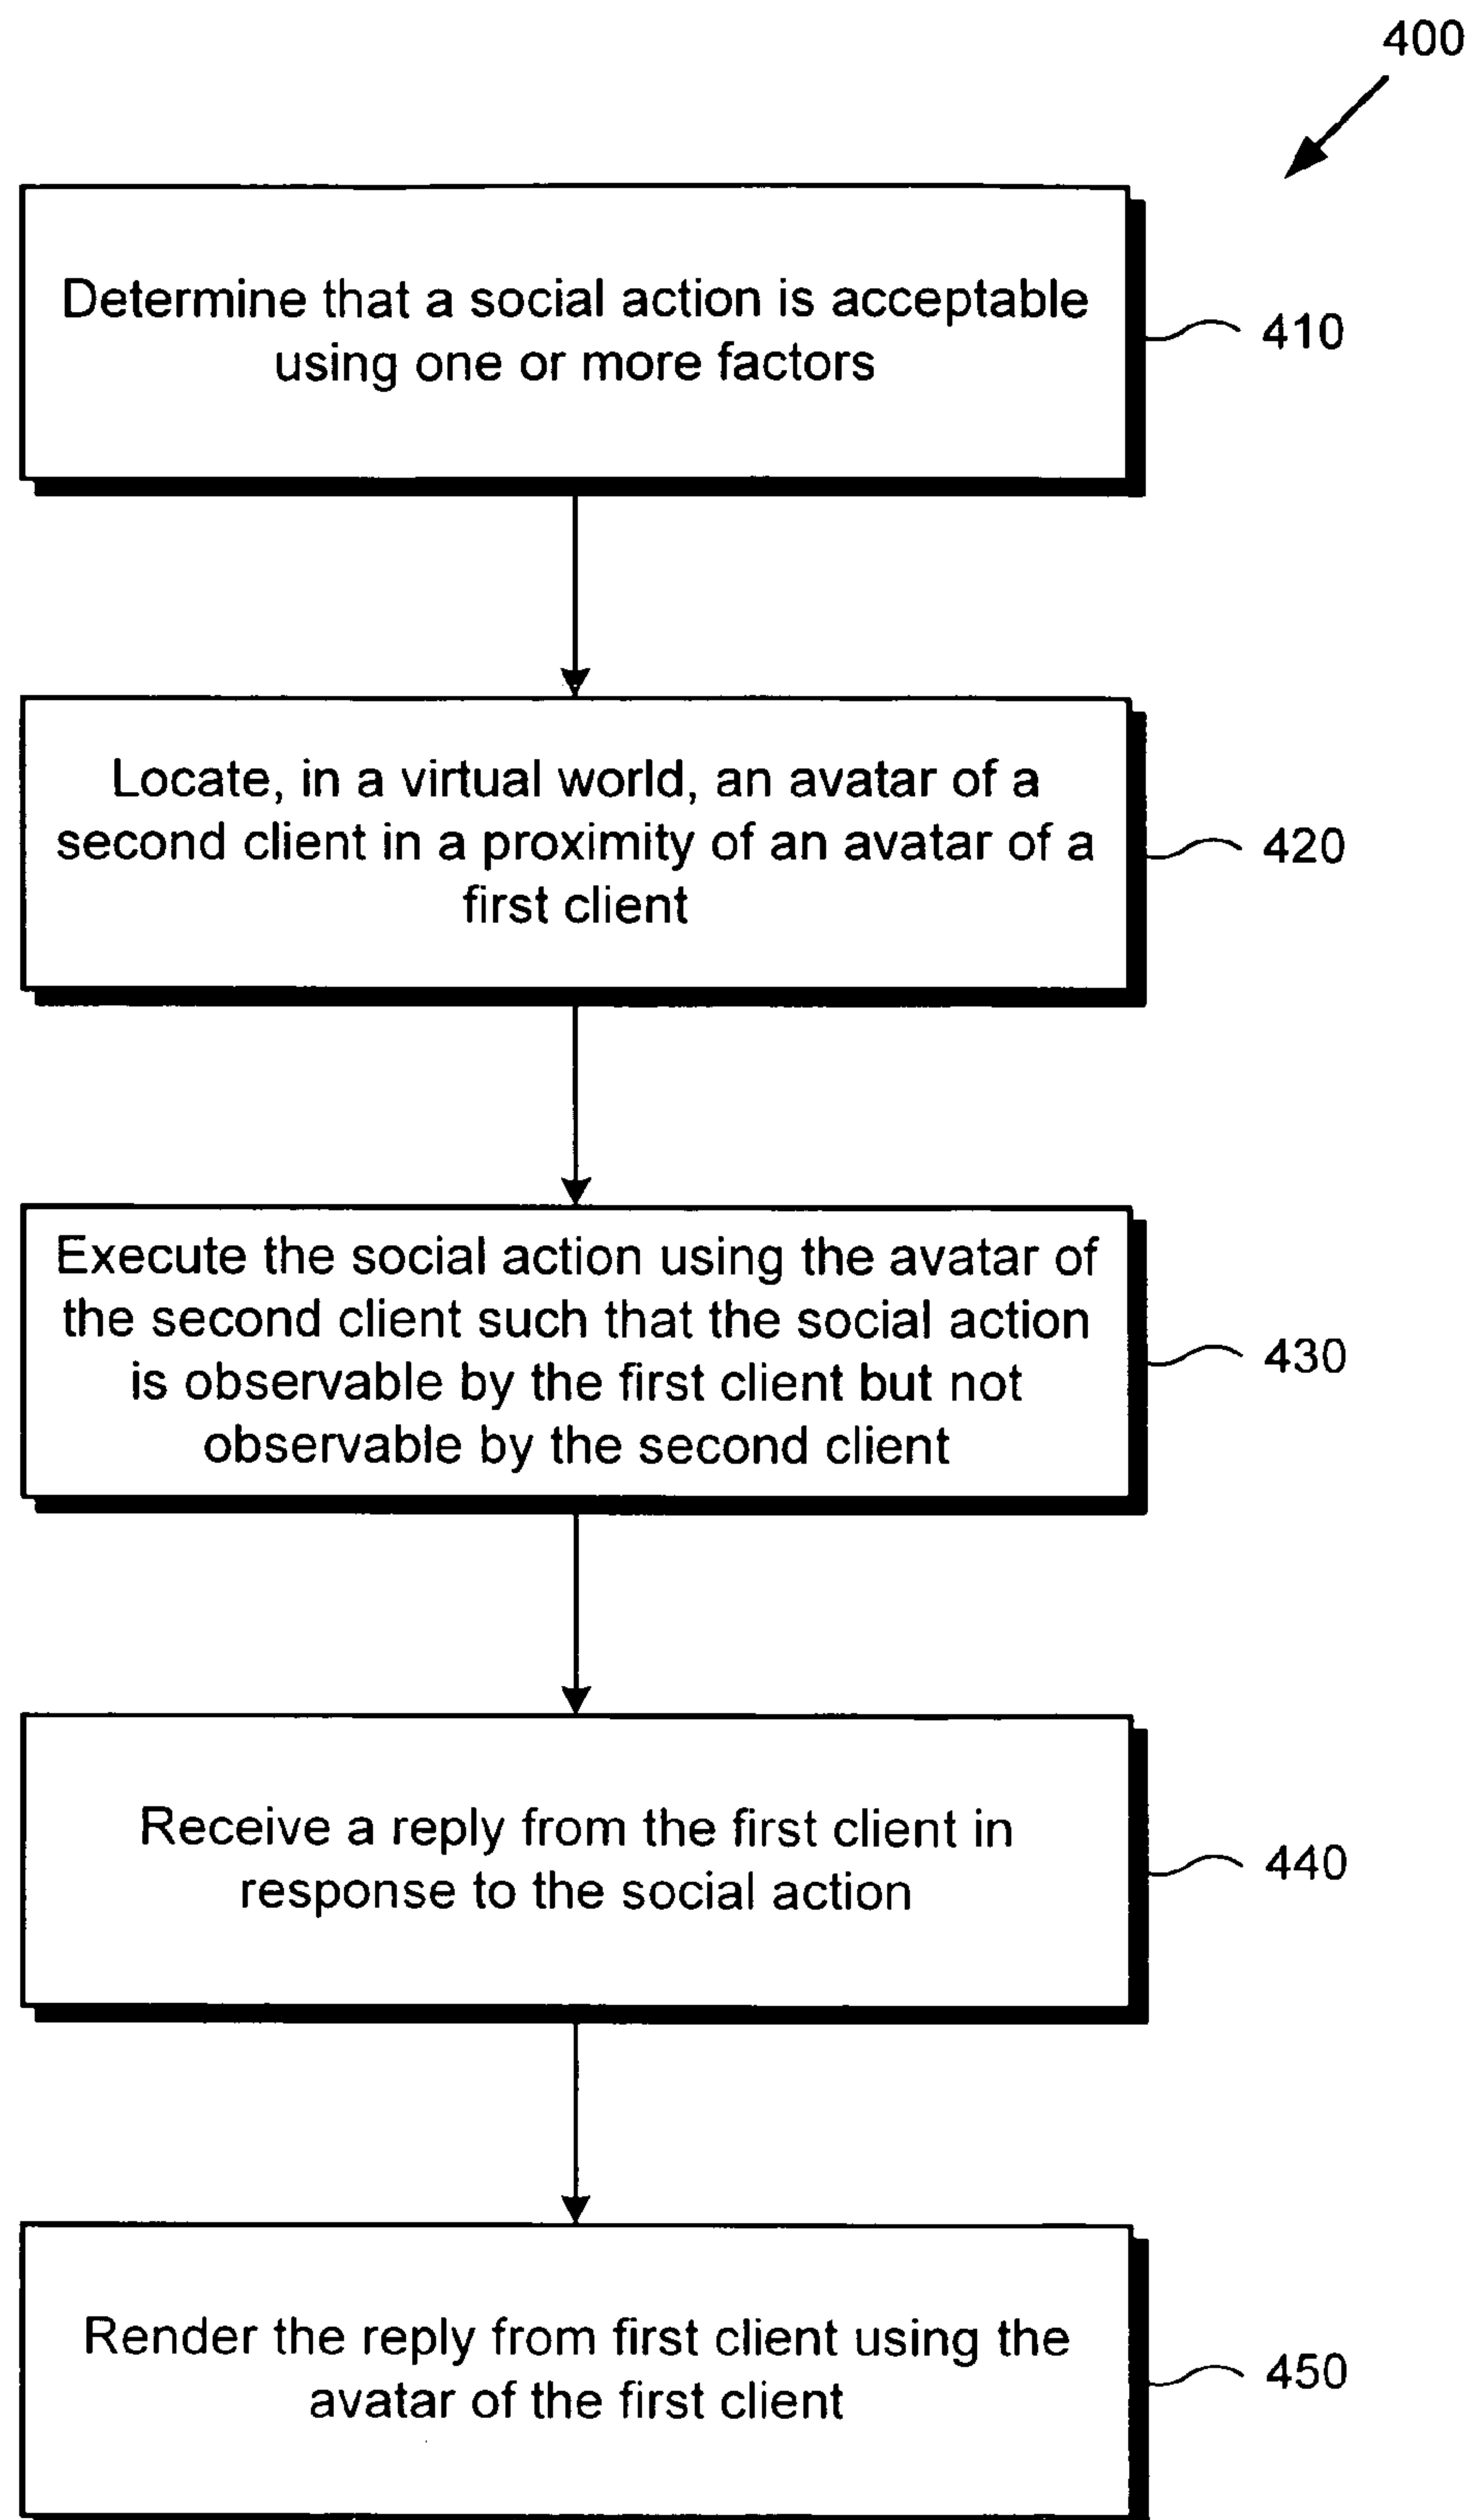 400
Determine that a social action is acceptable
using one or more factors
410
Locate, in a virtual world, an avatar of a
second client in a proximity of an avatar of a
first client
420
Execute the social action using the avatar of
the second client such that the social action
is observable by the first client but not
observable by the second client
430
Receive a reply from the first client in
response to the social action
440
Render the reply from first client using the
avatar of the first client
450